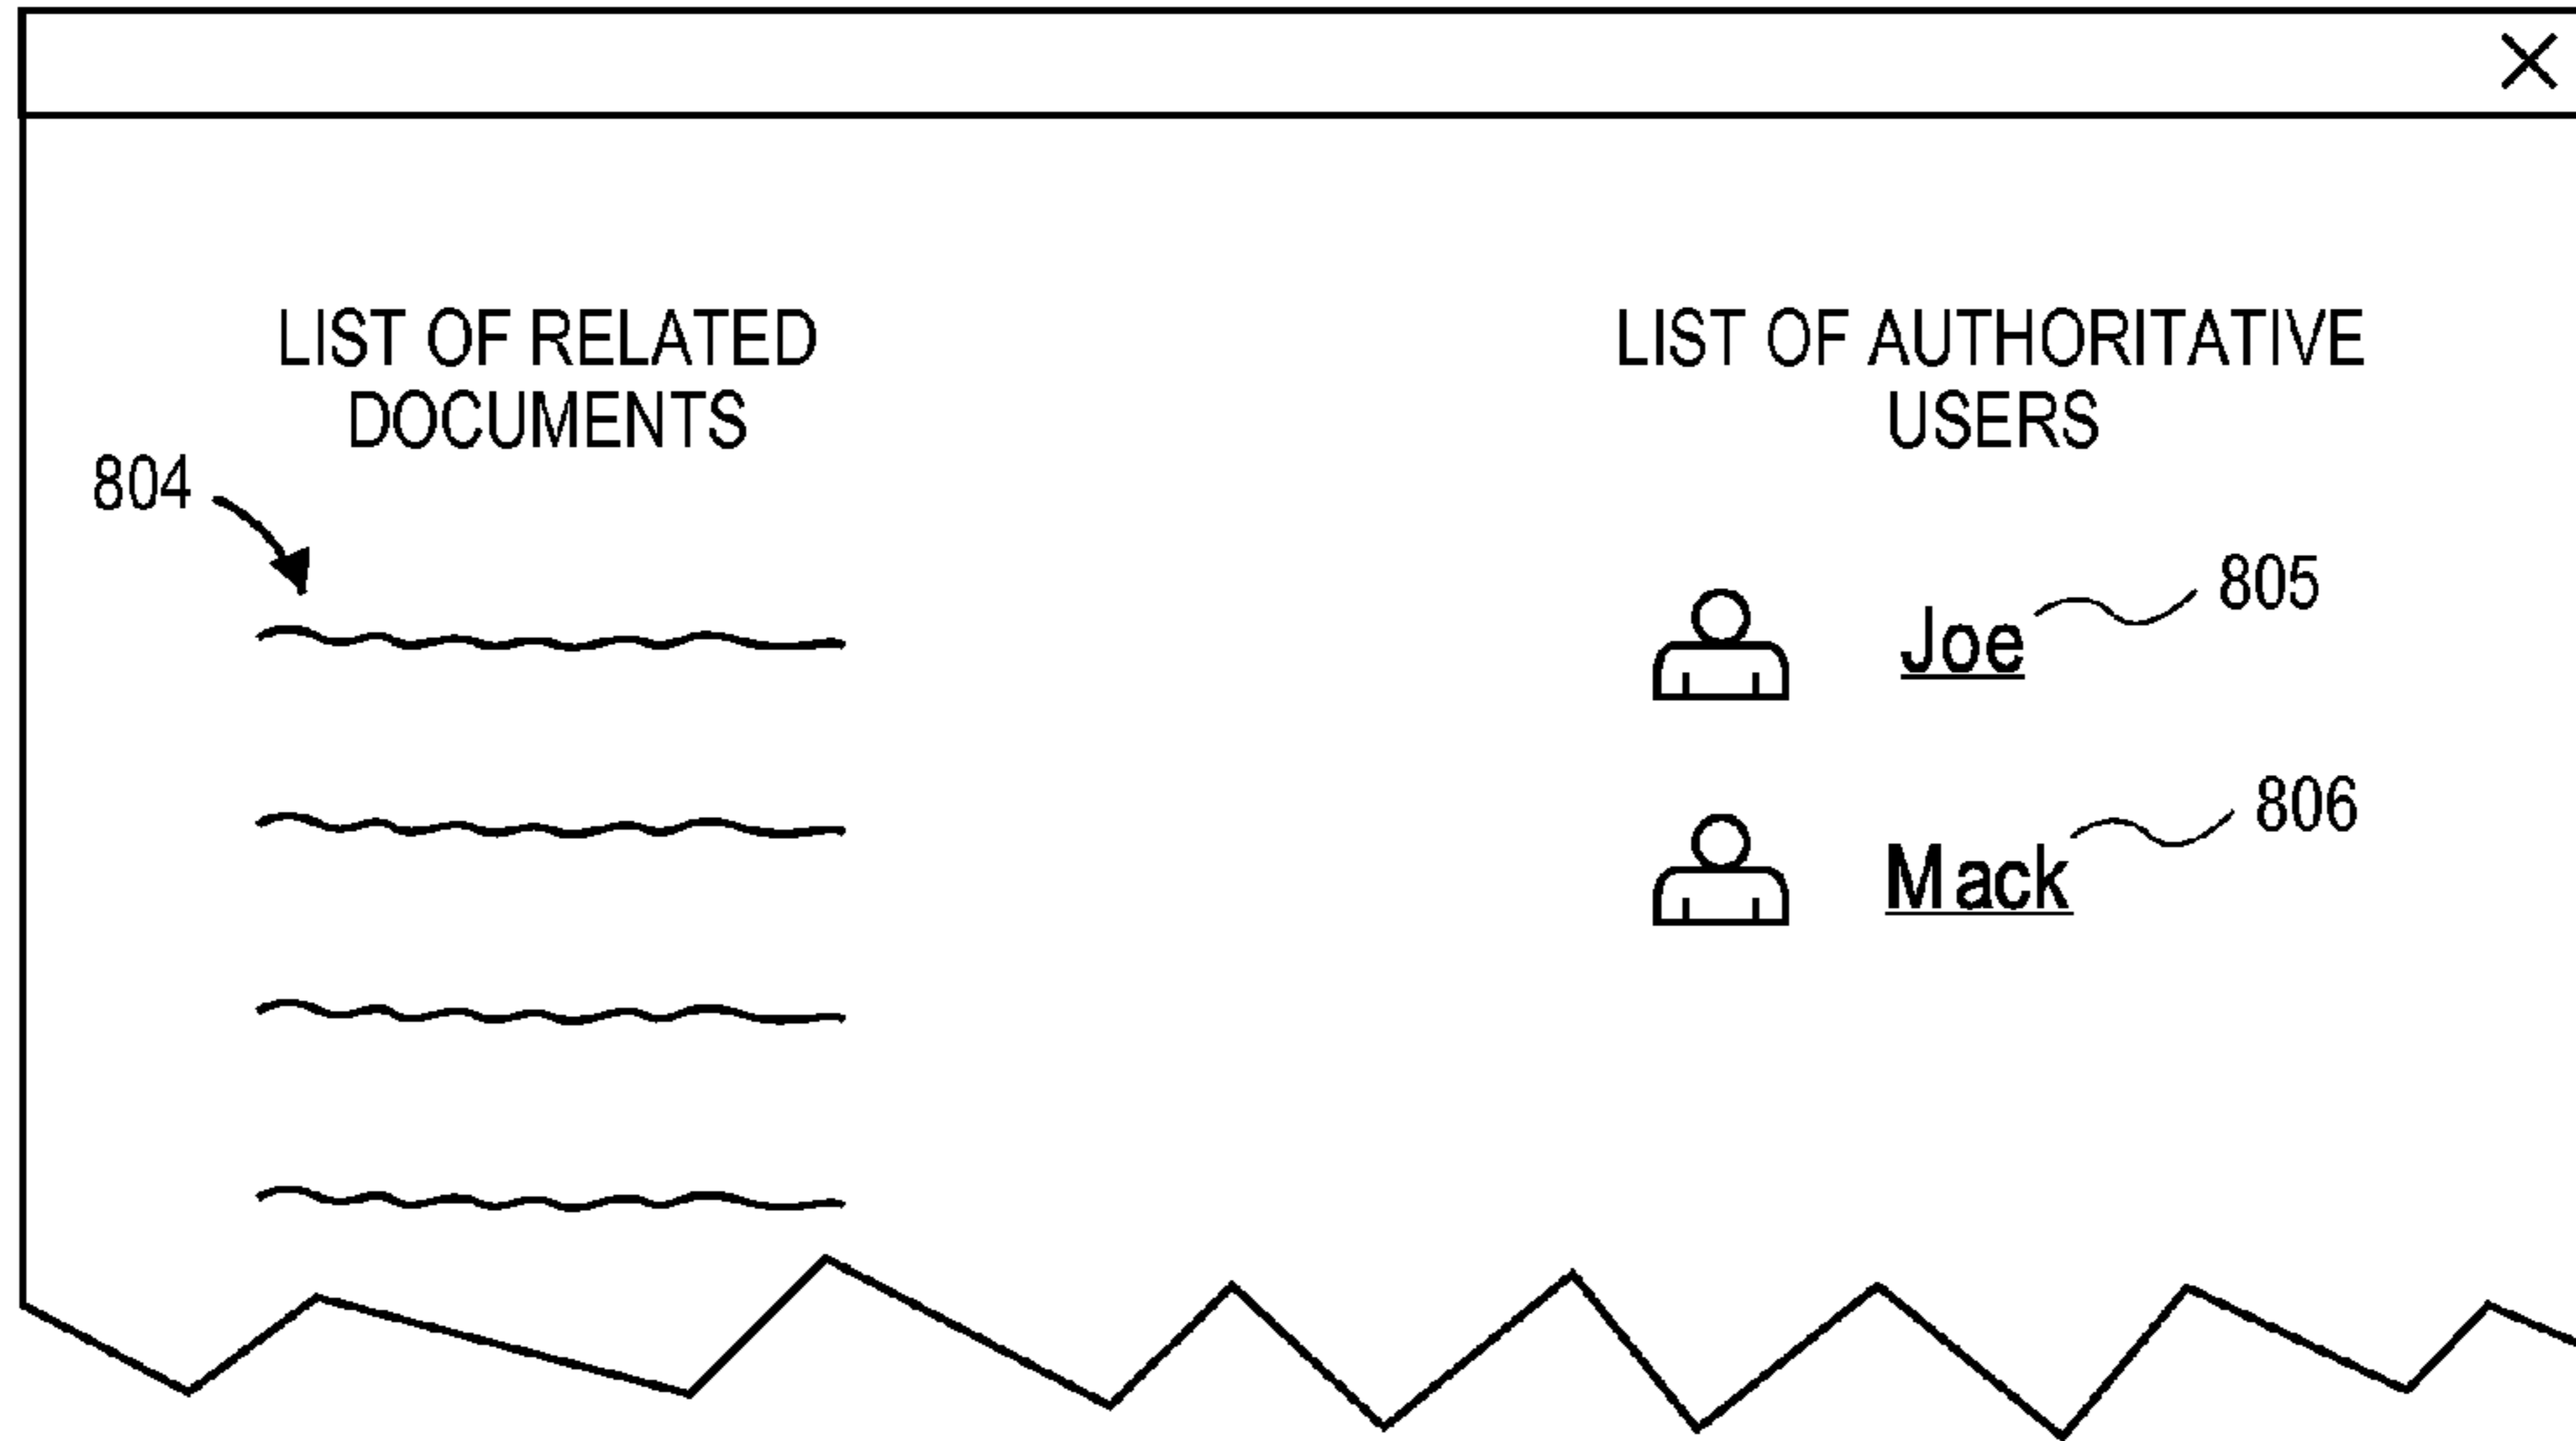 LIST OF RELATED
DOCUMENTS
804
LIST OF AUTHORITATIVE
USERS
Joe 805
Mack 806